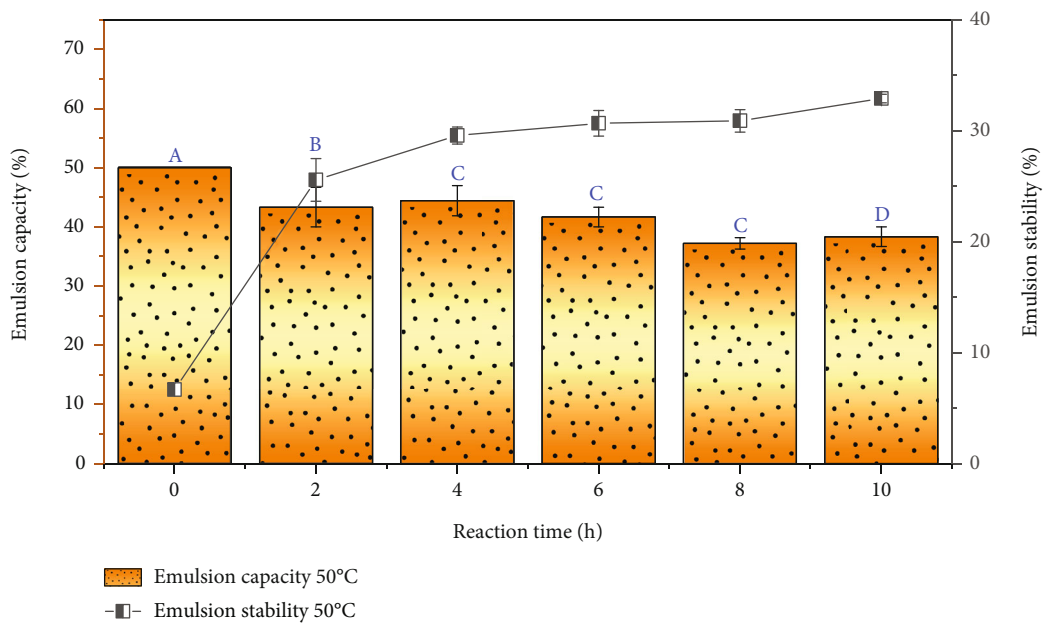 Emulsion capacity (%)
70
60
50
40
30
20
10
0
A
B
C
C
C
D
40
30
20
10
0
Emulsion stability (%)
0 2 4 6 8 10
Reaction time (h)
Emulsion capacity 50°C
Emulsion stability 50°C